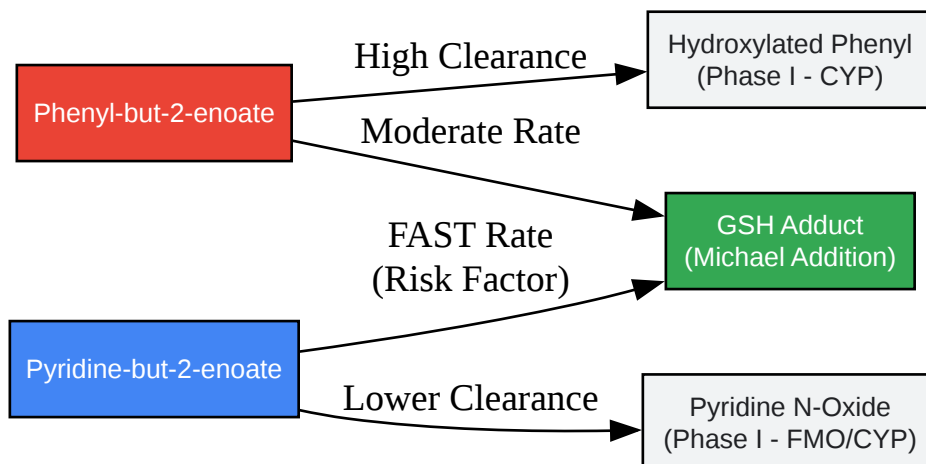 Hydroxylated Phenyl
(Phase I - CYP)
High Clearance
Phenyl-but-2-enoate
Moderate Rate
GSH Adduct
(Michael Addition)
FAST Rate
(Risk Factor)
Pyridine-but-2-enoate
Lower Clearance
Pyridine N-Oxide
(Phase I - FMO/CYP)